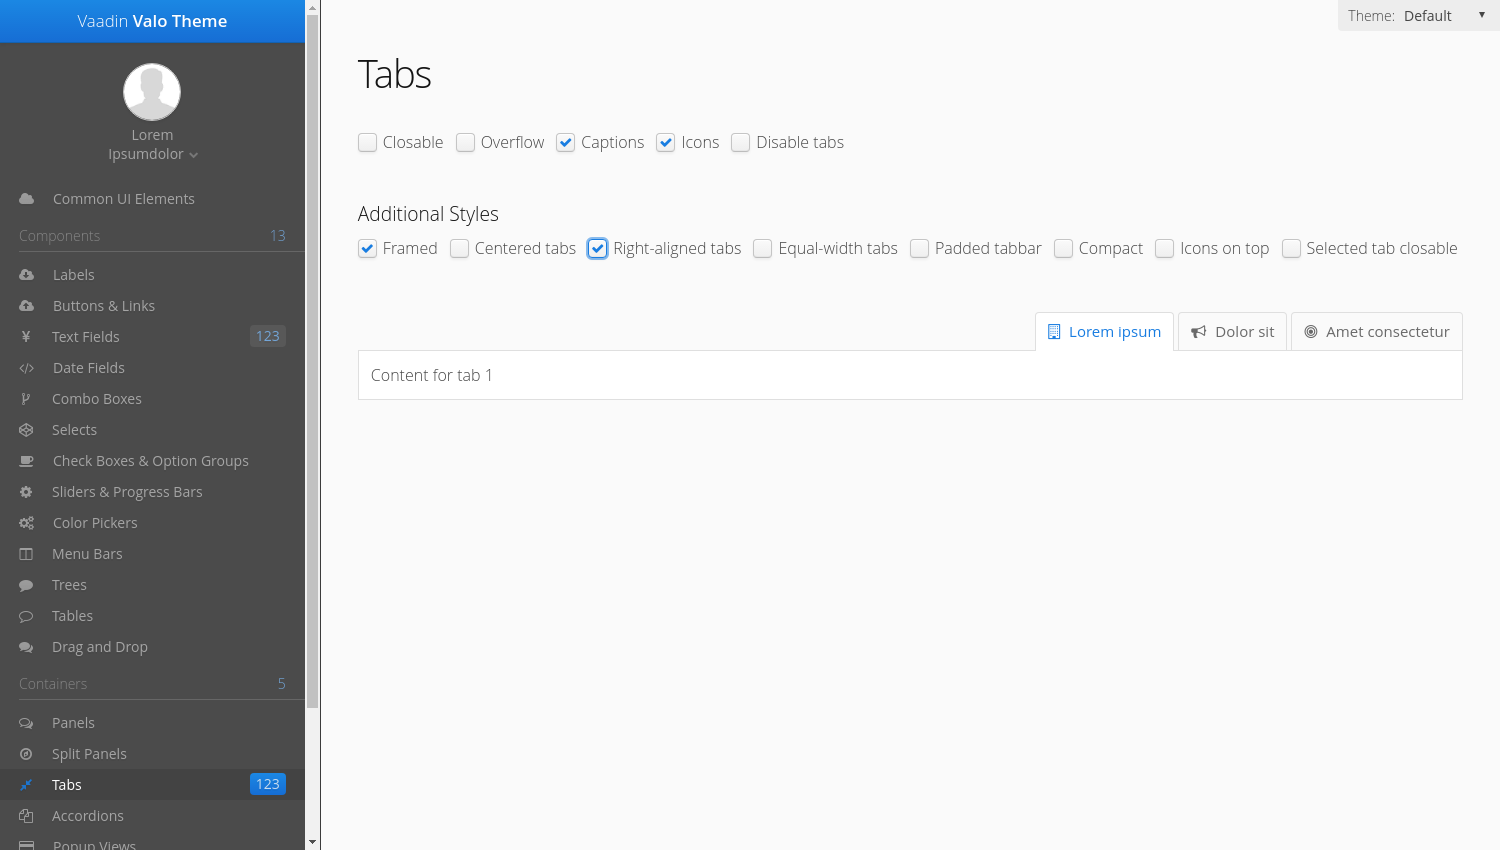 Vaadin Valo Theme
Lorem
Ipsumdolor
Common UI Elements
Components 13
Labels
Buttons & Links
Text Fields 123
Date Fields
Combo Boxes
Selects
Check Boxes & Option Groups
Sliders & Progress Bars
Color Pickers
Menu Bars
Trees
Tables
Drag and Drop
Containers 5
Panels
Split Panels
Tabs 123
Accordions
Popup Views
Theme: Default
Tabs
Closable Overflow Captions Icons Disable tabs
Additional Styles
Framed Centered tabs Right-aligned tabs Equal-width tabs Padded tabbar Compact Icons on top Selected tab closable
Lorem ipsum Dolor sit Amet consectetur
Content for tab 1